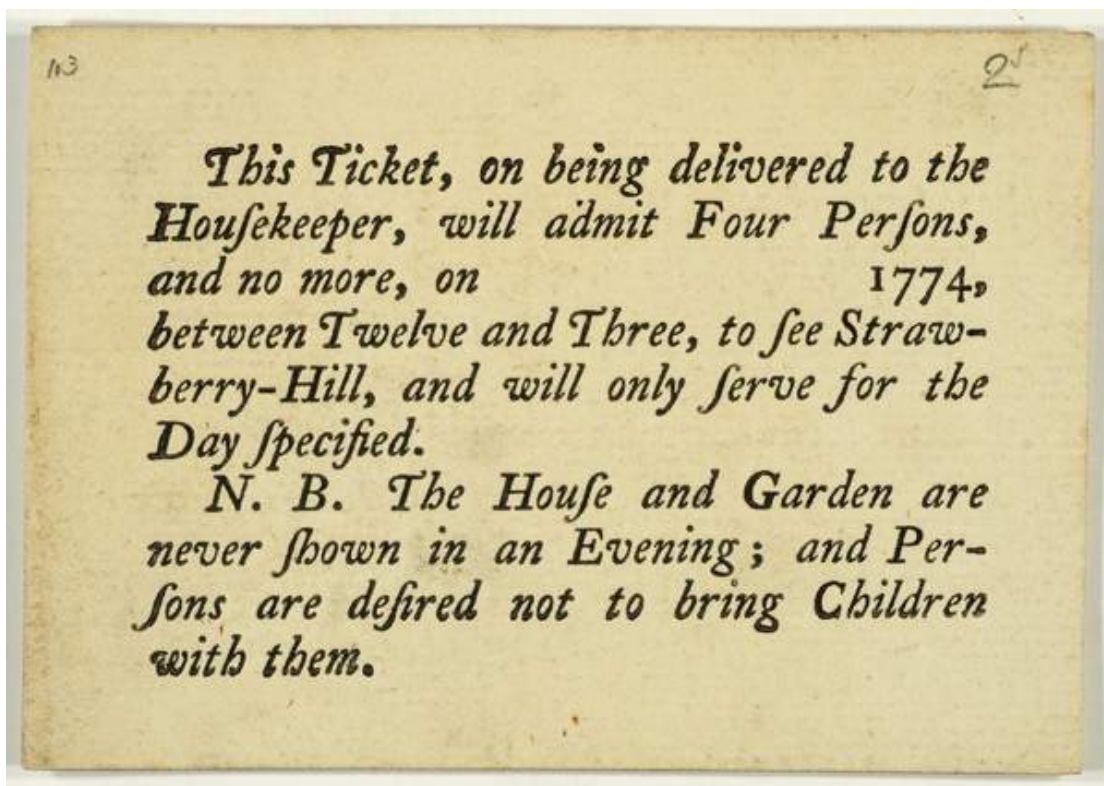 113
2s
This Ticket, on being delivered to the
Houſekeeper, will admit Four Perſons,
and no more, on 1774,
between Twelve and Three, to ſee Straw-
berry-Hill, and will only ſerve for the
Day ſpecified.
N. B. The Houſe and Garden are
never ſhown in an Evening; and Per-
ſons are deſired not to bring Children
with them.